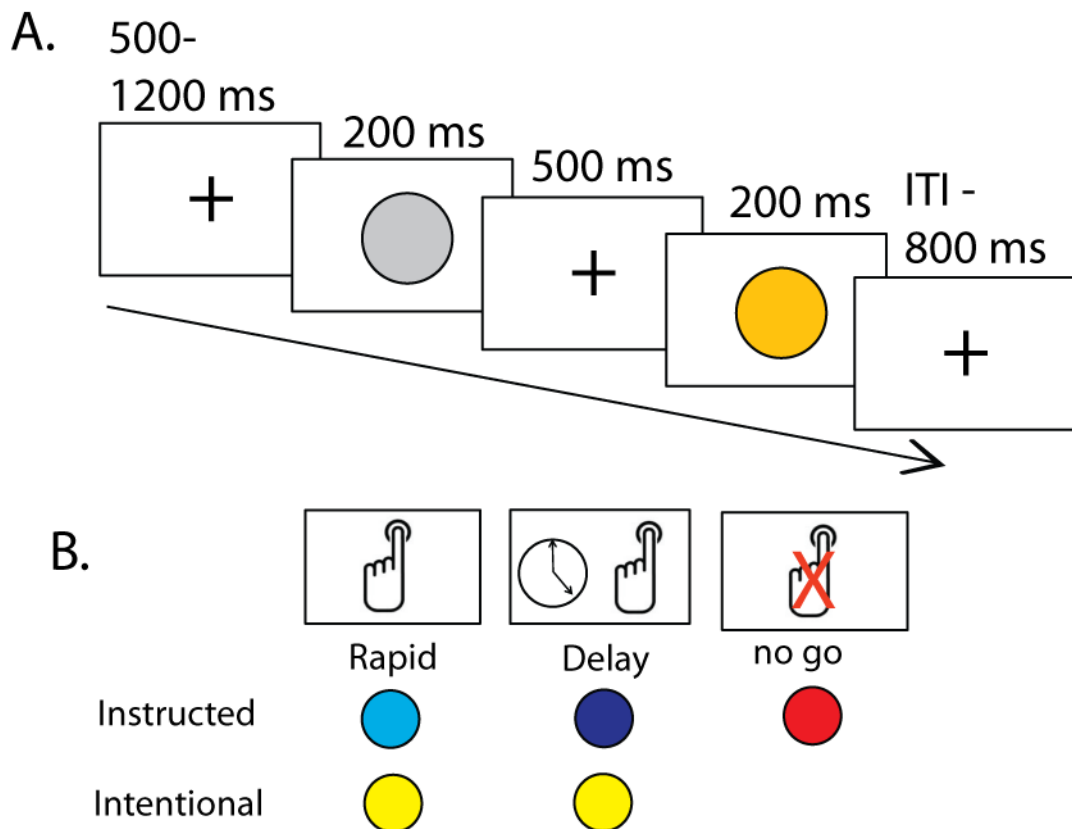 A.
500-
1200 ms
200 ms
500 ms
200 ms
ITI -
800 ms
B.
Rapid
Delay
no go
Instructed
Intentional